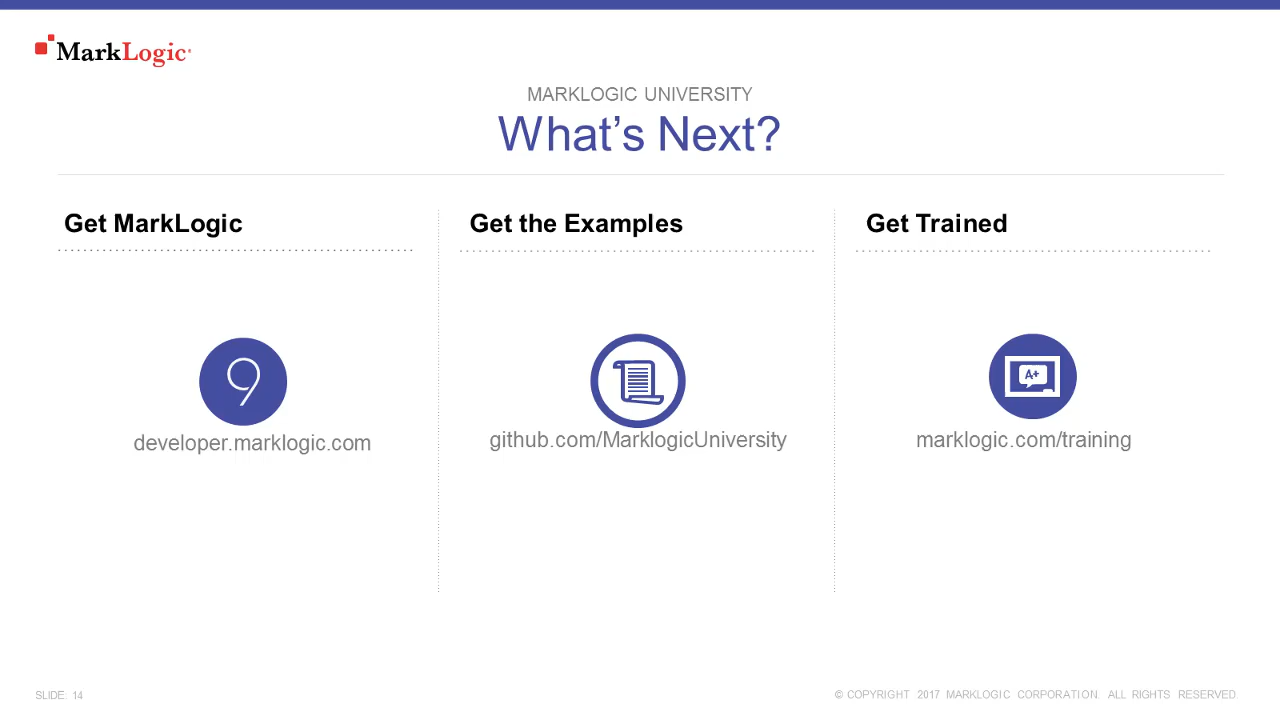 MarkLogic®
MARKLOGIC UNIVERSITY
What's Next?
Get MarkLogic
9
developer.marklogic.com
Get the Examples
github.com/MarklogicUniversity
Get Trained
A+
marklogic.com/training
SLIDE: 14
© COPYRIGHT 2017 MARKLOGIC CORPORATION. ALL RIGHTS RESERVED.